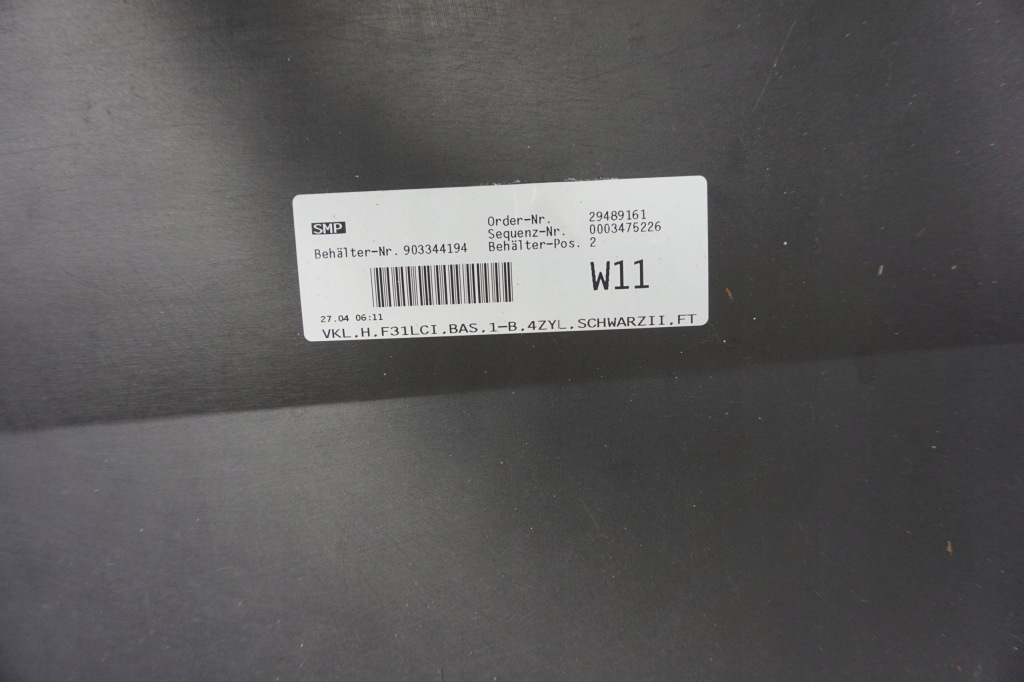 SMP
Order-Nr. 29489161
Sequenz-Nr. 0003475226
Behälter-Nr. 903344194 Behälter-Pos. 2
W11
27.04 06:11
VKL.H.F31LCI.BAS.1-B.4ZYL.SCHWARZII.FT